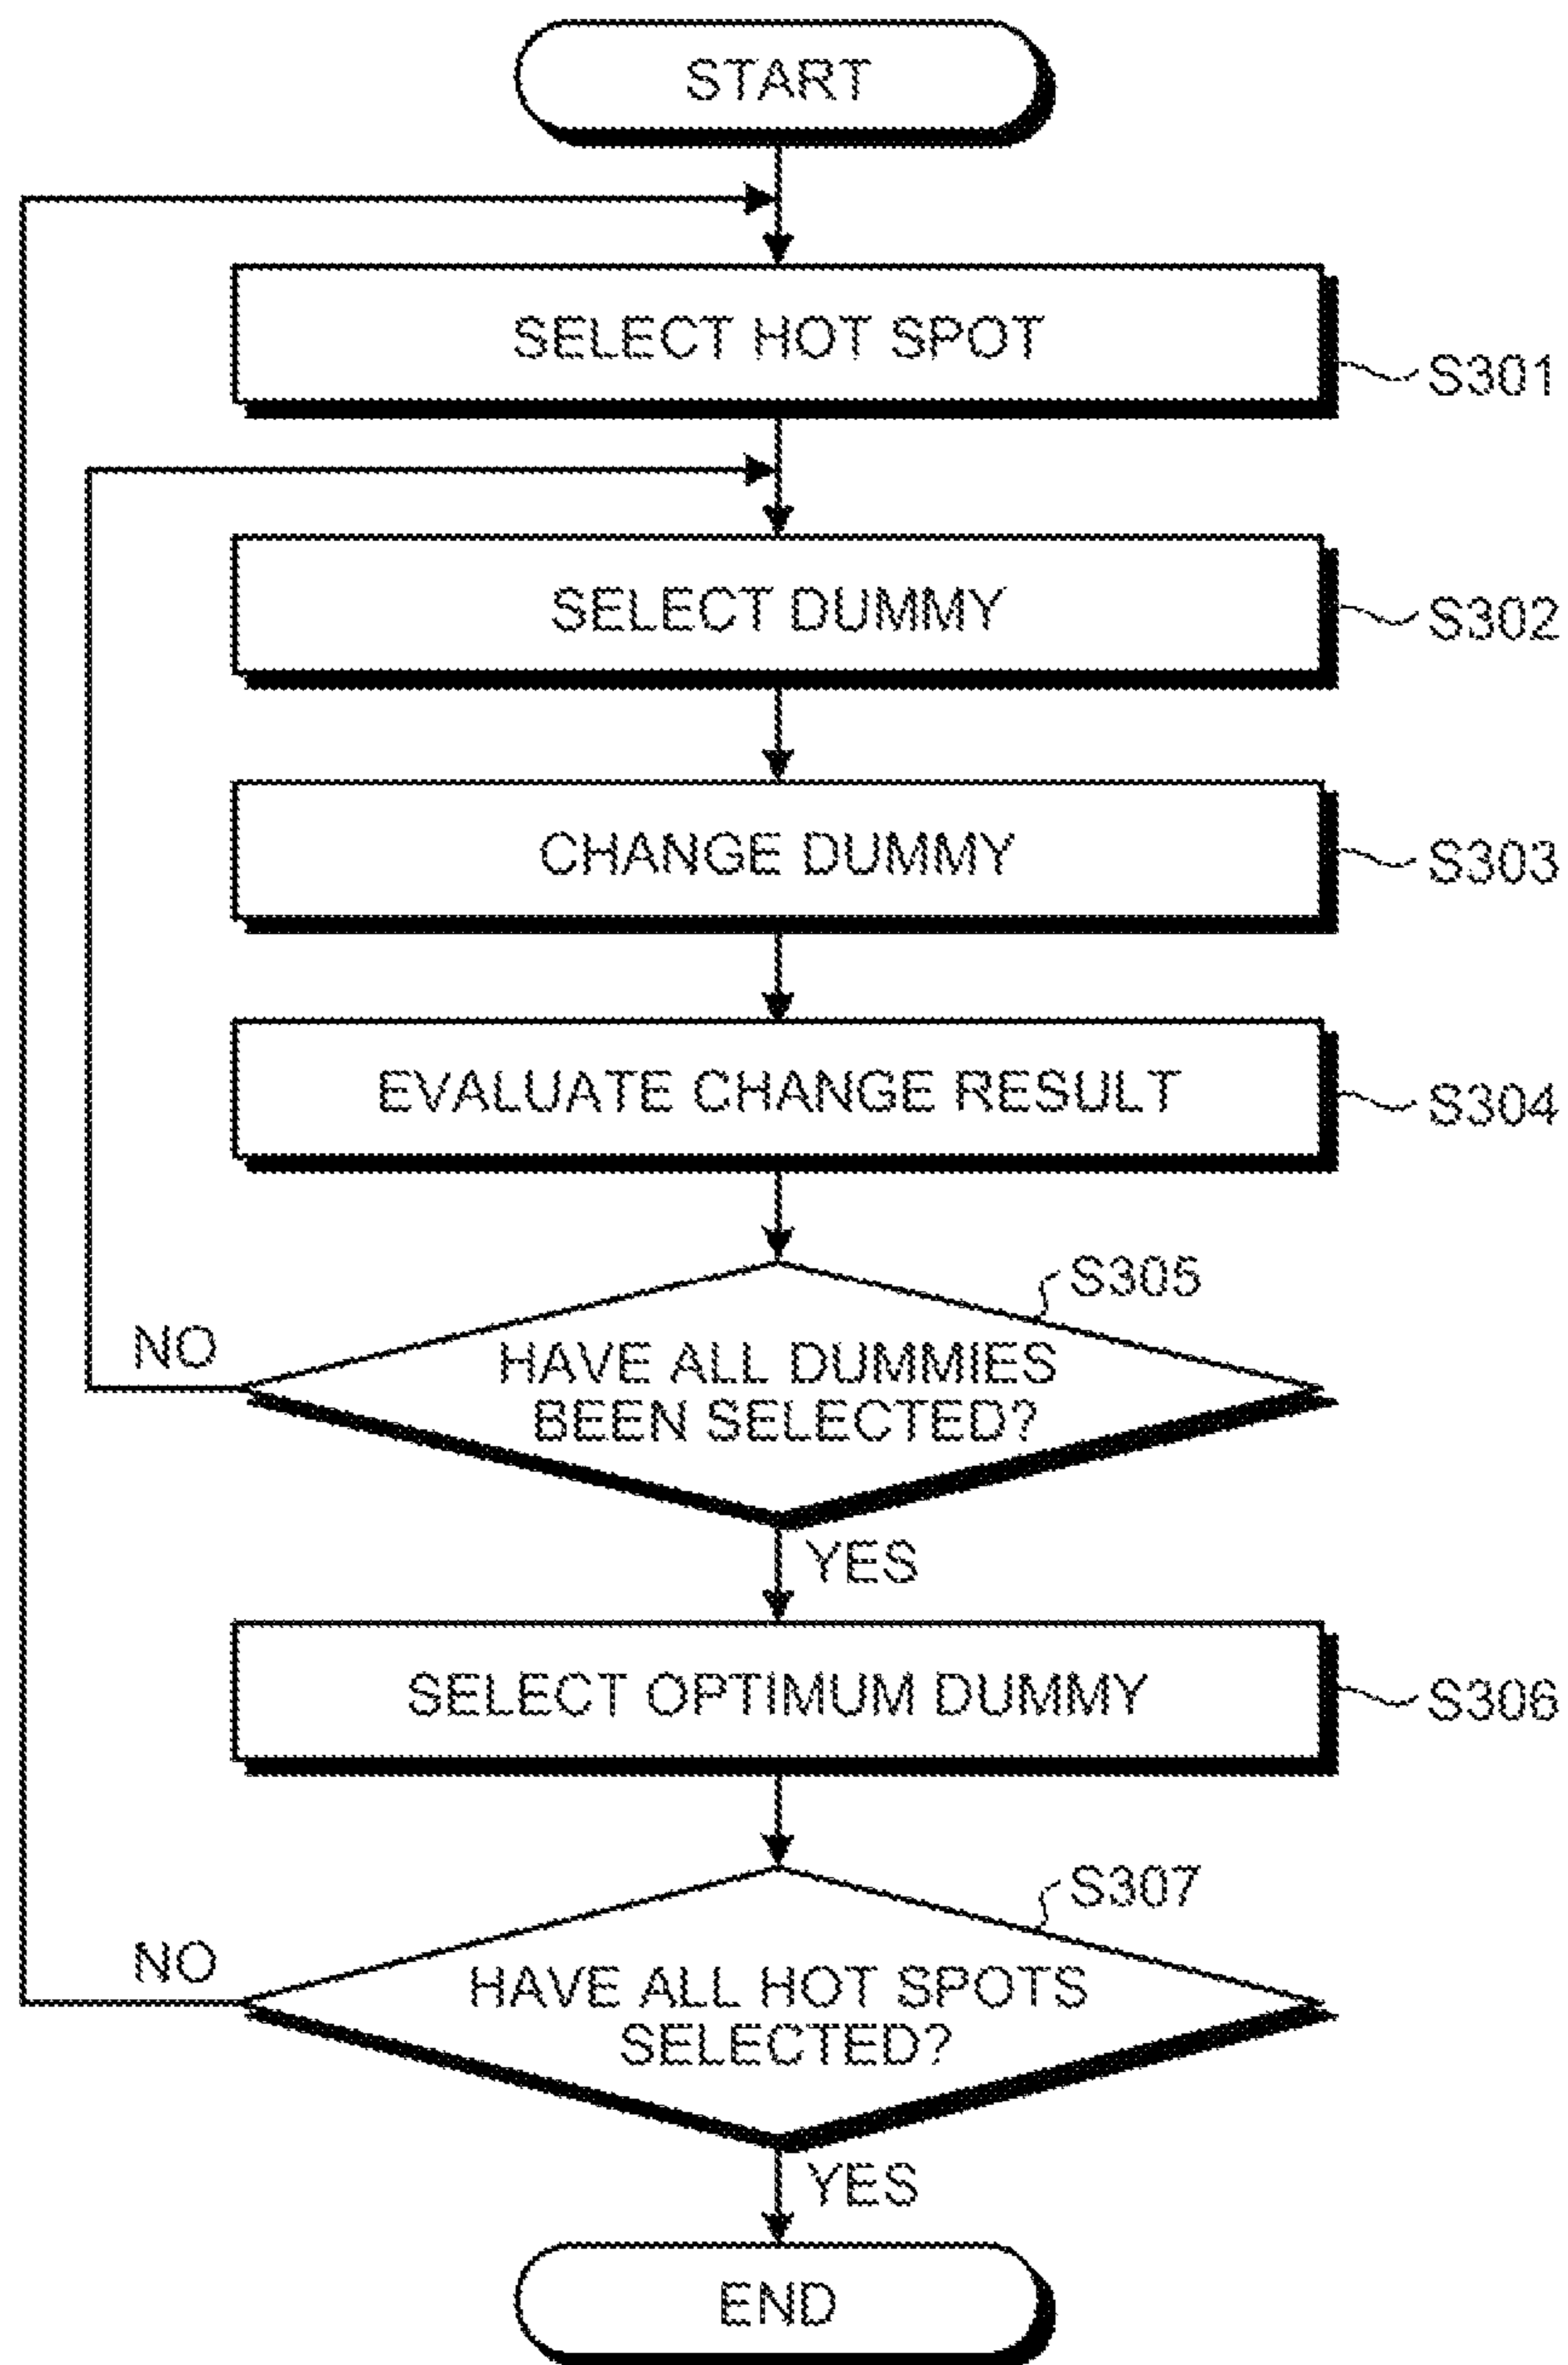 START
SELECT HOT SPOT
S301
SELECT DUMMY
S302
CHANGE DUMMY
S303
EVALUATE CHANGE RESULT
S304
S305
HAVE ALL DUMMIES
BEEN SELECTED?
NO
YES
SELECT OPTIMUM DUMMY
S306
S307
HAVE ALL HOT SPOTS
SELECTED?
NO
YES
END